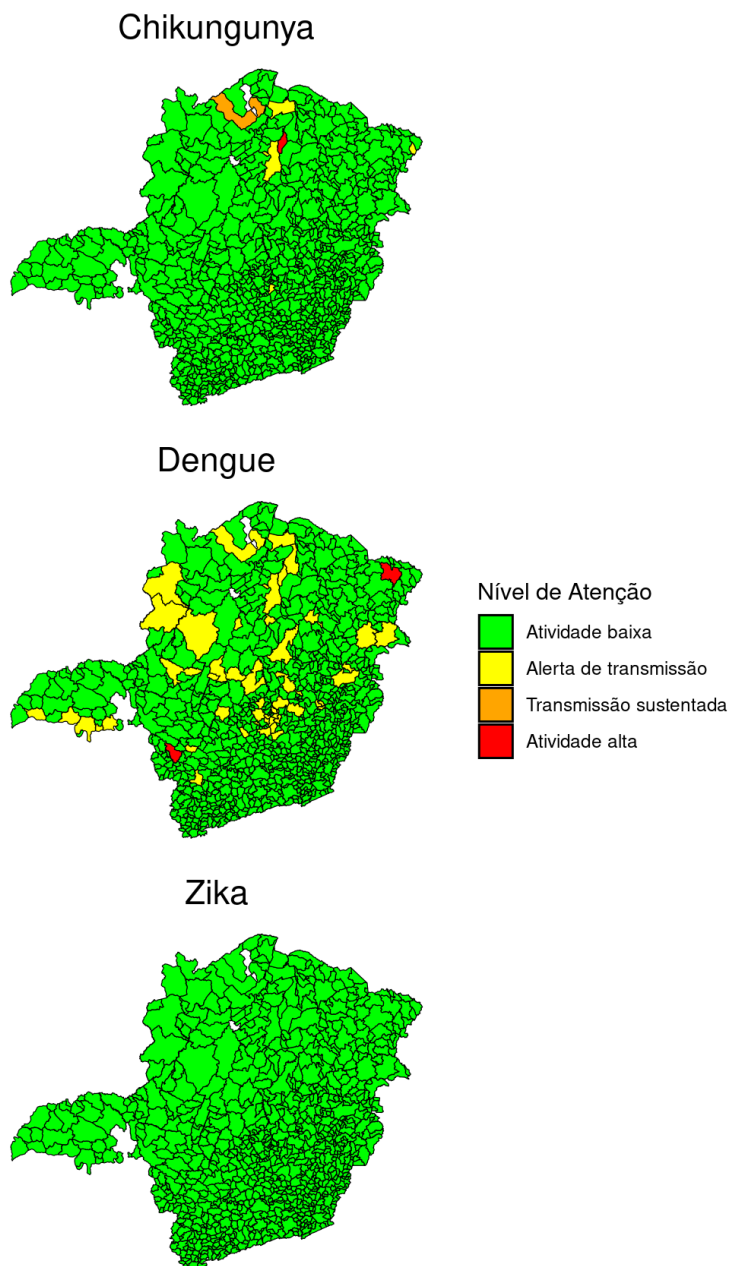 Chikungunya
Dengue
Nível de Atenção
Atividade baixa
Alerta de transmissão
Transmissão sustentada
Atividade alta
Zika